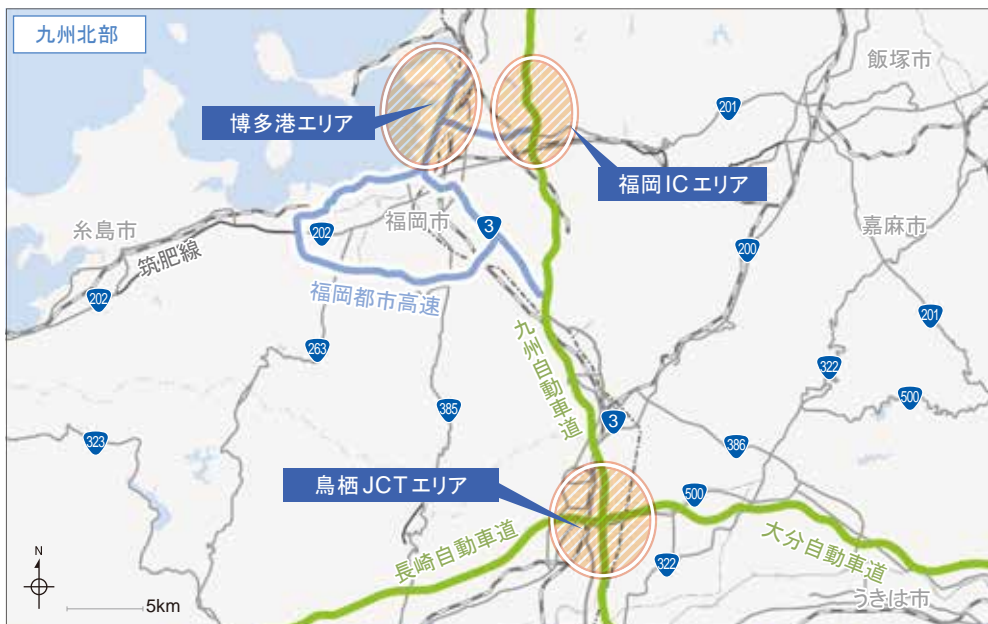 九州北部
飯塚市
201
博多港エリア
福岡ICエリア
糸島市
筑肥線
202
福岡市
3
200
嘉麻市
202
福岡都市高速
201
263
九州自動車道
322
500
385
3
323
386
鳥栖JCTエリア
500
長崎自動車道
322
大分自動車道
うきは市
N
5km